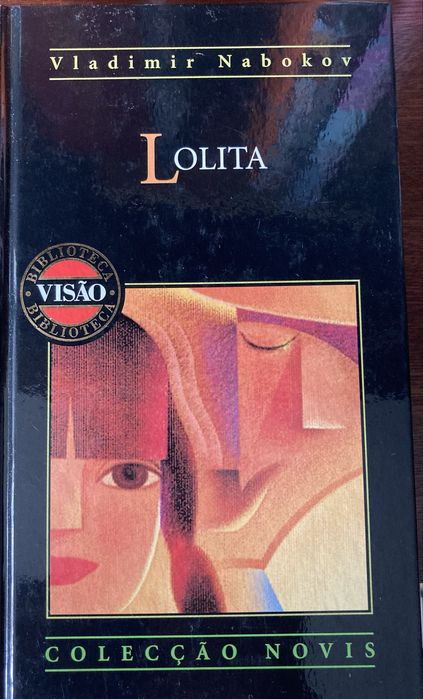 Vladimir Nabokov
LOLITA
BIBLIOTECA
VISÃO
BIBLIOTECA
COLECÇÃO NOVIS